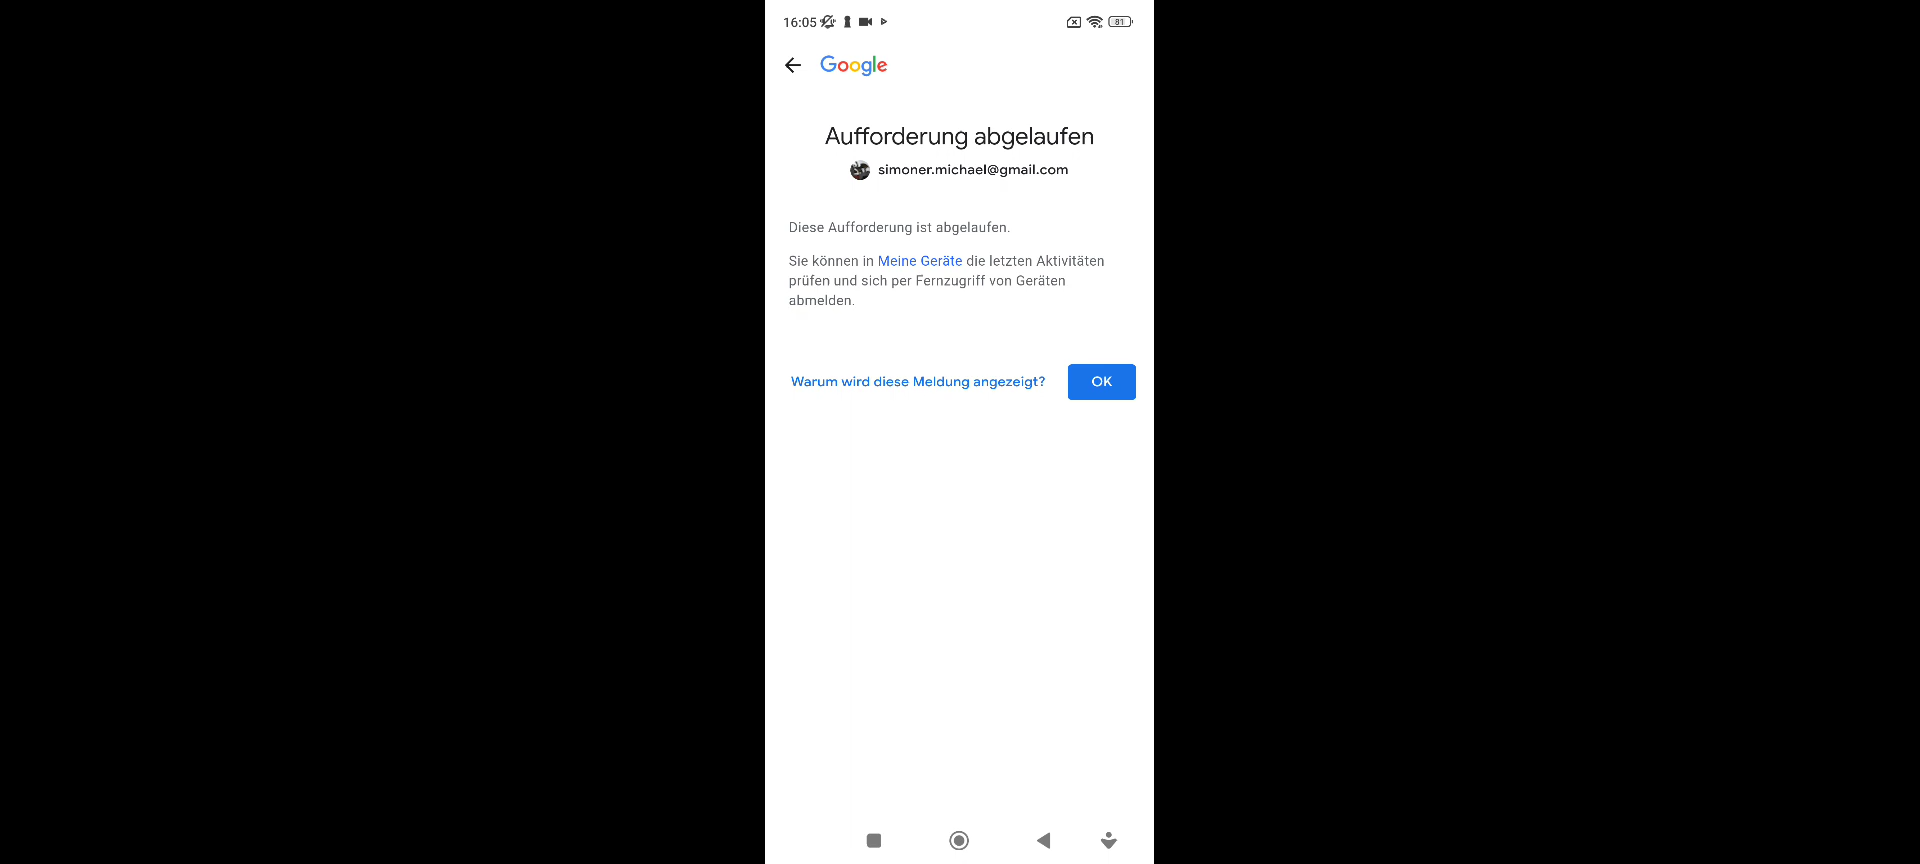 16:05
81
Google
Aufforderung abgelaufen
simoner.michael@gmail.com
Diese Aufforderung ist abgelaufen.
Sie können in Meine Geräte die letzten Aktivitäten
prüfen und sich per Fernzugriff von Geräten
abmelden.
Warum wird diese Meldung angezeigt?
OK